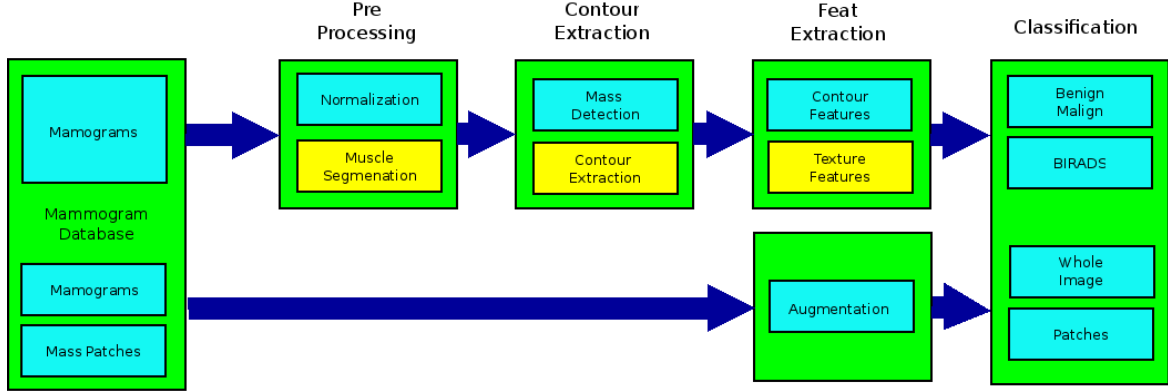 Pre
Processing
Contour
Extraction
Feat
Extraction
Classification
Mamograms
Mammogram
Database
Mamograms
Mass Patches
Normalization
Muscle
Segmenation
Mass
Detection
Contour
Extraction
Contour
Features
Texture
Features
Augmentation
Benign
Malign
BIRADS
Whole
Image
Patches